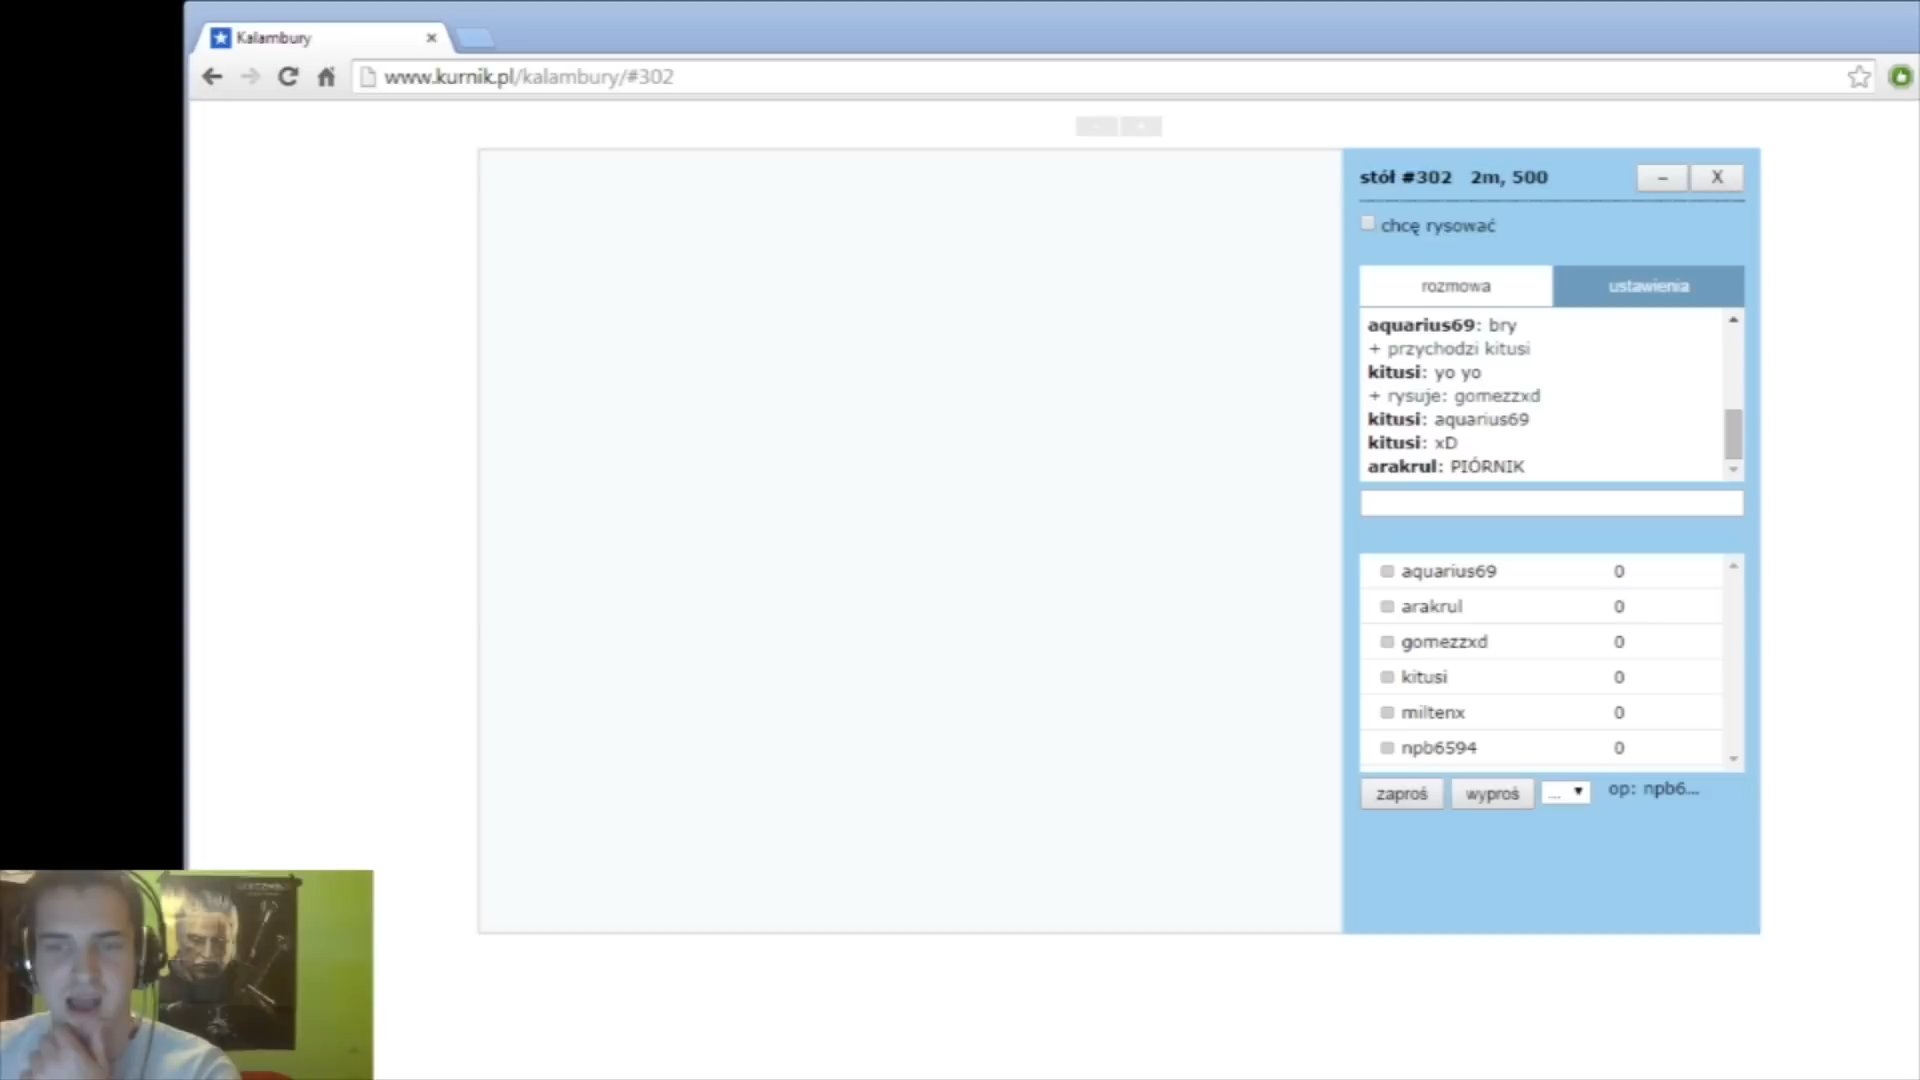 Kalambury
www.kurnik.pl/kalambury/#302
stół #302 2m, 500
– X
chcę rysować
rozmowa ustawienia
aquarius69: bry
+ przychodzi kitusi
kitusi: yo yo
+ rysuje: gomezzxd
kitusi: aquarius69
kitusi: xD
arakrul: PIÓRNIK
aquarius69 0
arakrul 0
gomezzxd 0
kitusi 0
miltenx 0
npb6594 0
zaproś wyproś ... op: npb6...